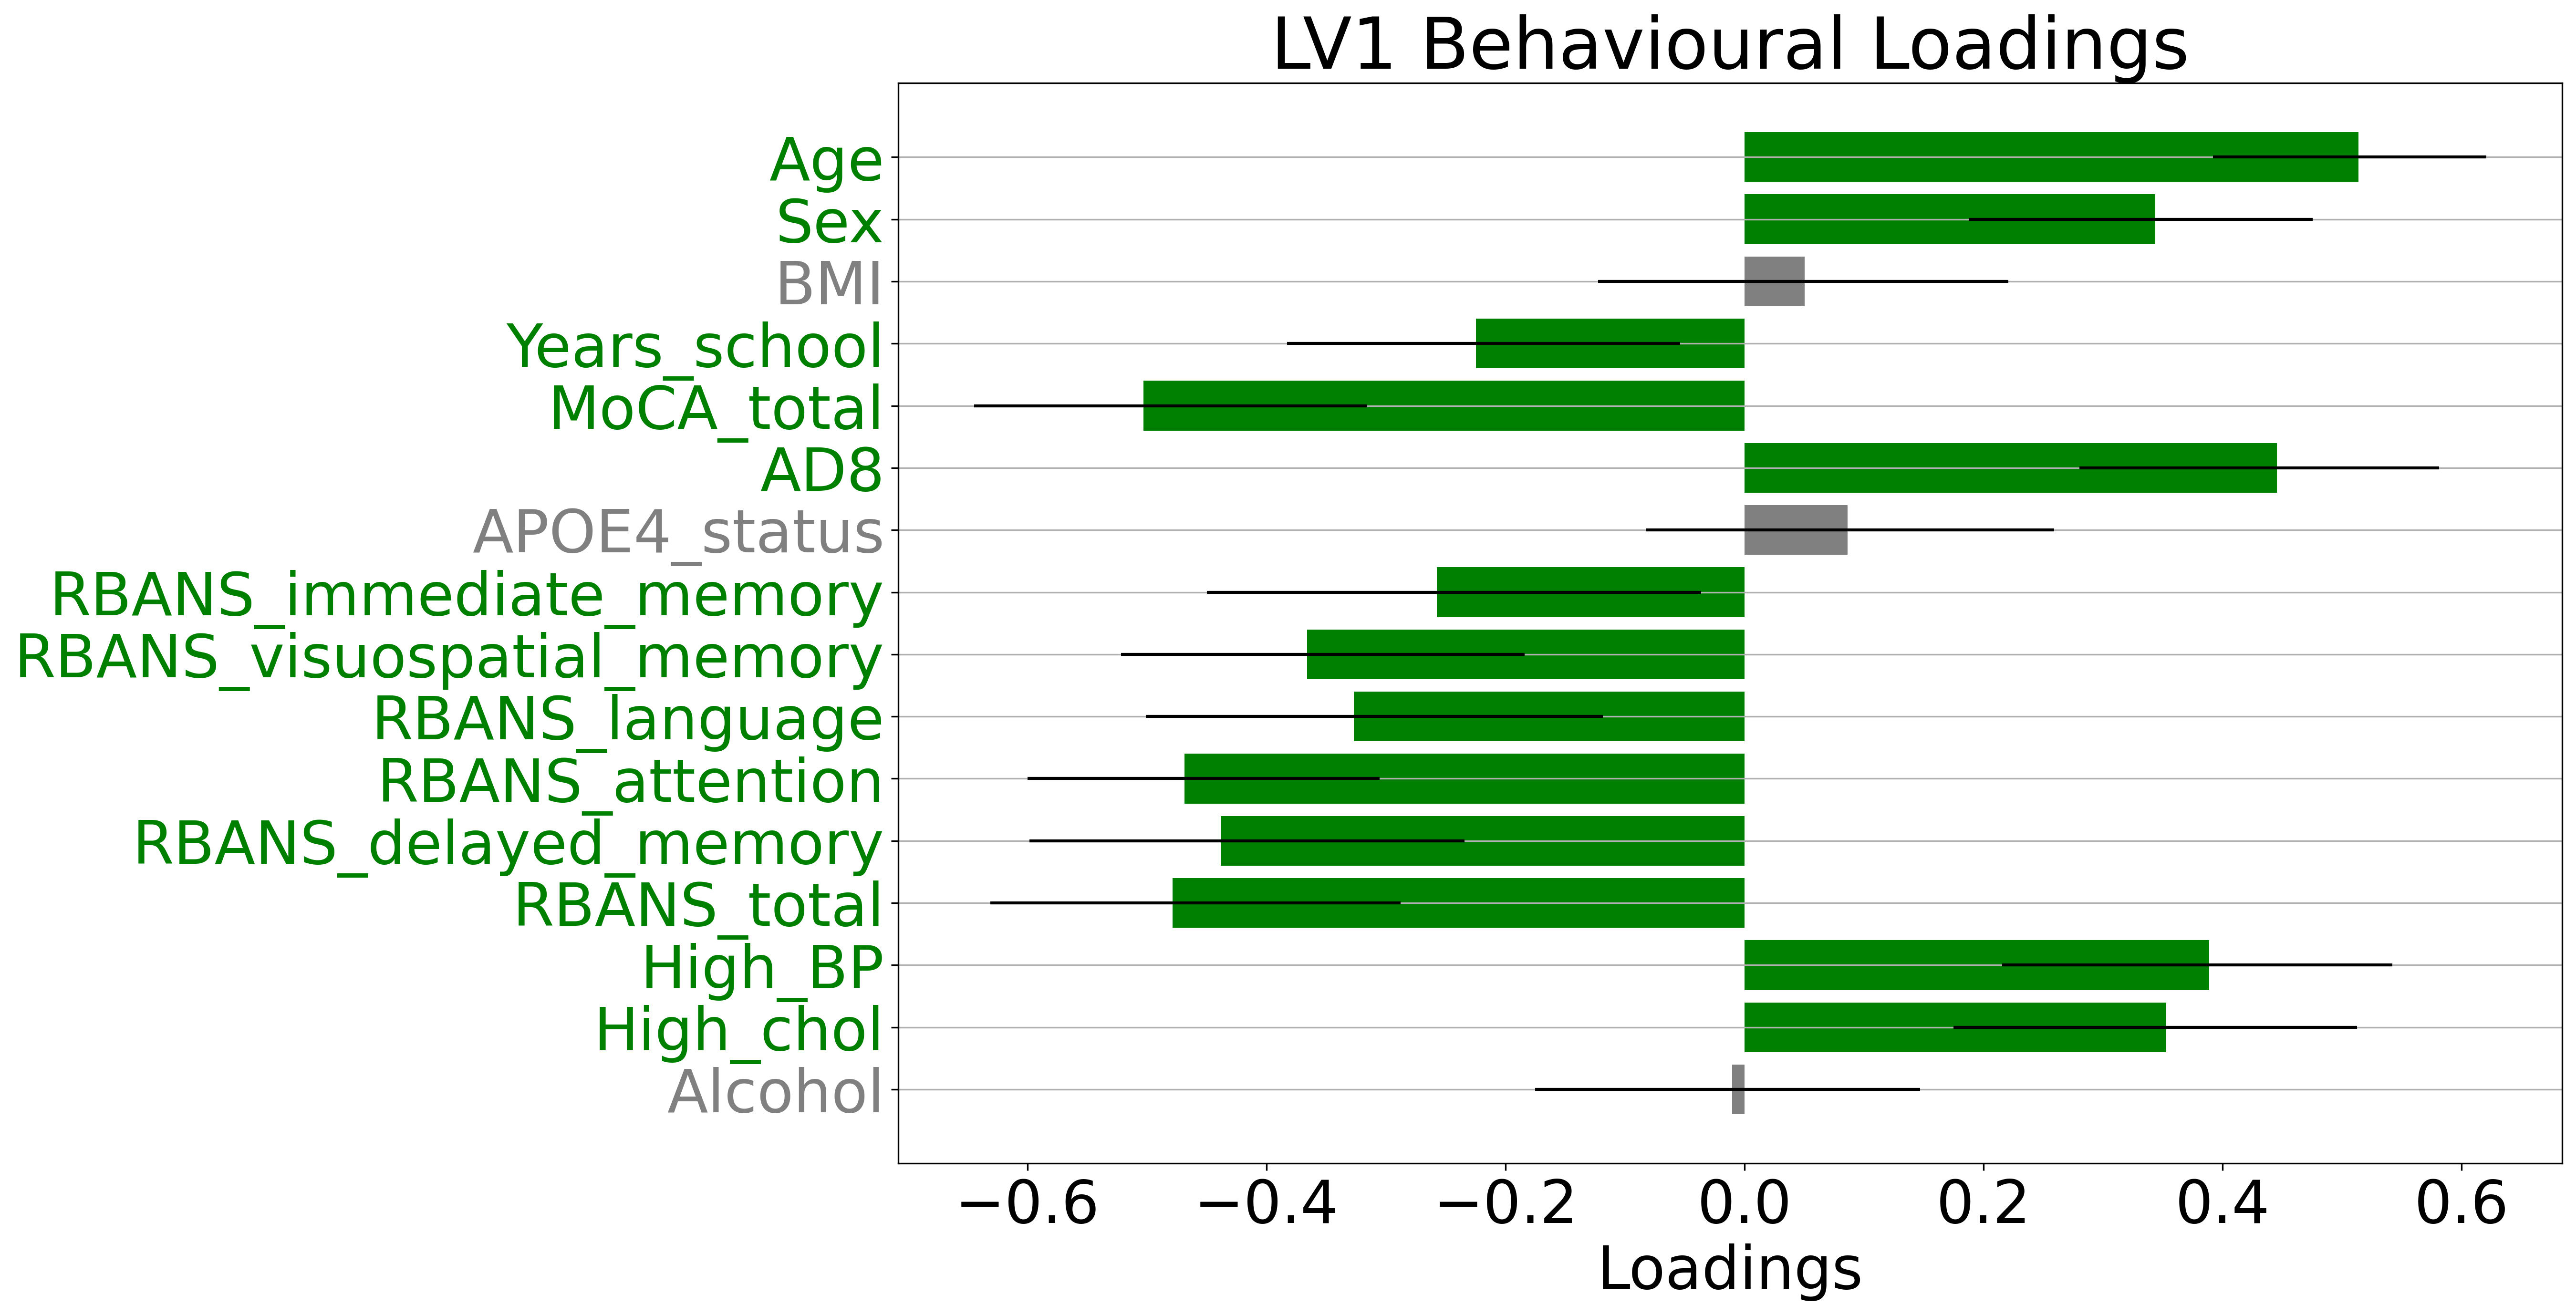 LV1 Behavioural Loadings
Age
Sex
BMI
Years_school
MoCA_total
AD8
APOE4_status
RBANS_immediate_memory
RBANS_visuospatial_memory
RBANS_language
RBANS_attention
RBANS_delayed_memory
RBANS_total
High_BP
High_chol
Alcohol
−0.6 −0.4 −0.2 0.0 0.2 0.4 0.6
Loadings